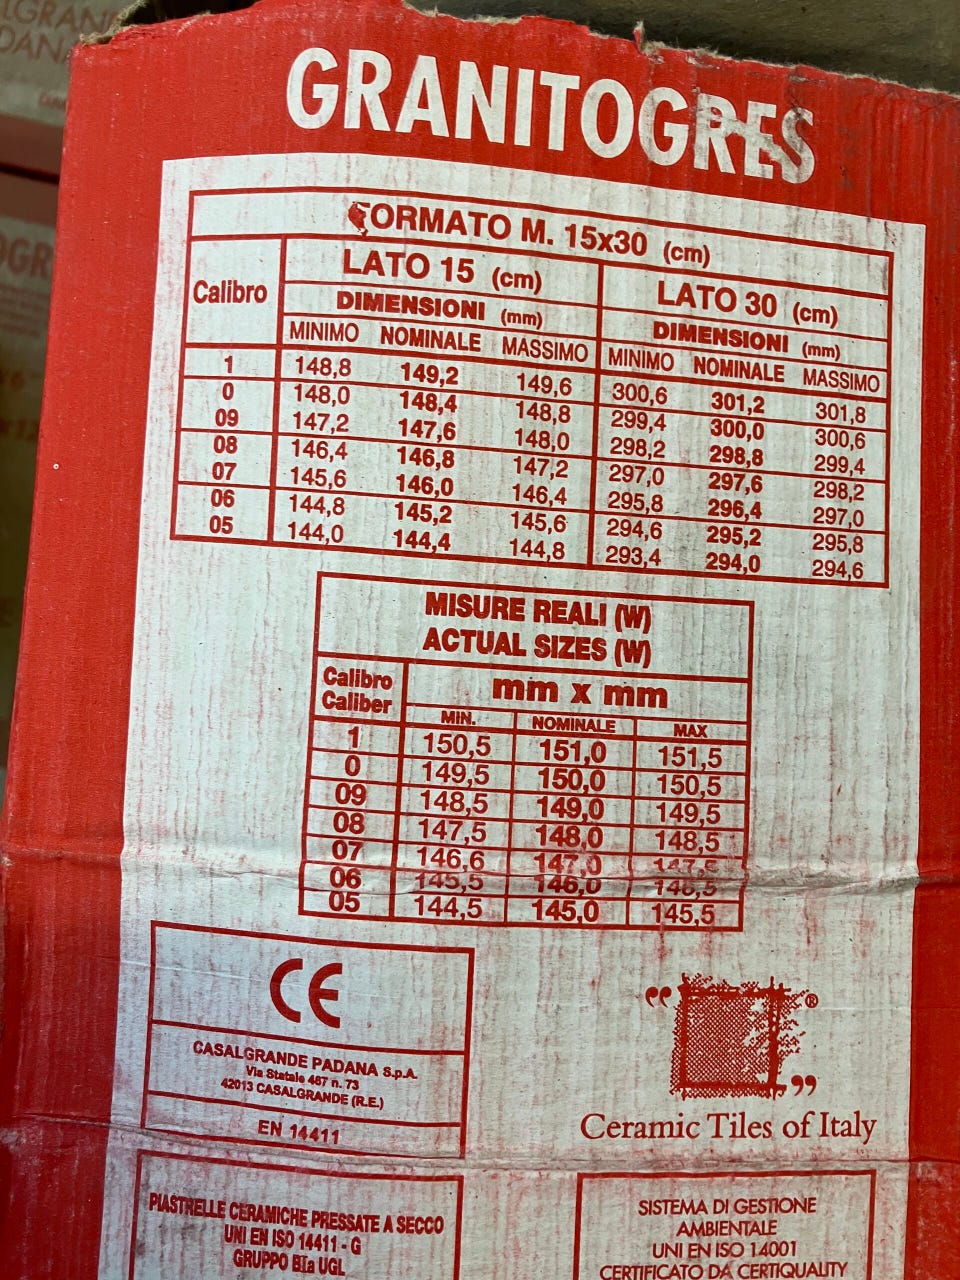 GRANITOGRES
FORMATO M. 15x30 (cm)
Calibro LATO 15 (cm) LATO 30 (cm)
DIMENSIONI (mm) DIMENSIONI (mm)
MINIMO NOMINALE MASSIMO MINIMO NOMINALE MASSIMO
1 148,8 149,2 149,6 300,6 301,2 301,8
0 148,0 148,4 148,8 299,4 300,0 300,6
09 147,2 147,6 148,0 298,2 298,8 299,4
08 146,4 146,8 147,2 297,0 297,6 298,2
07 145,6 146,0 146,4 295,8 296,4 297,0
06 144,8 145,2 145,6 294,6 295,2 295,8
05 144,0 144,4 144,8 293,4 294,0 294,6
MISURE REALI (W)
ACTUAL SIZES (W)
Calibro
Caliber
mm x mm
MIN. NOMINALE MAX
1 150,5 151,0 151,5
0 149,5 150,0 150,5
09 148,5 149,0 149,5
08 147,5 148,0 148,5
07 146,6 147,0 147,5
06 145,5 146,0 146,5
05 144,5 145,0 145,5
CE
CASALGRANDE PADANA S.p.A.
Via Statale 467 n. 73
42013 CASALGRANDE (R.E.)
EN 14411
“ ® ”
Ceramic Tiles of Italy
PIASTRELLE CERAMICHE PRESSATE A SECCO
UNI EN ISO 14411 - G
GRUPPO BIa UGL
SISTEMA DI GESTIONE
AMBIENTALE
UNI EN ISO 14001
CERTIFICATO DA CERTIQUALITY